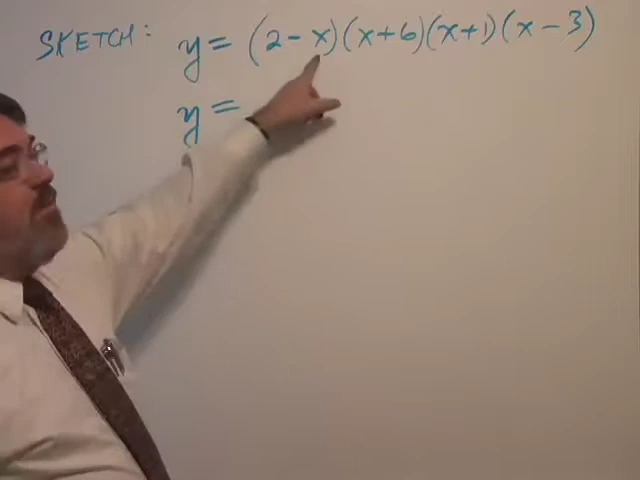 SKETCH: y = (2 - x)(x + 6)(x + 1)(x - 3)
y =